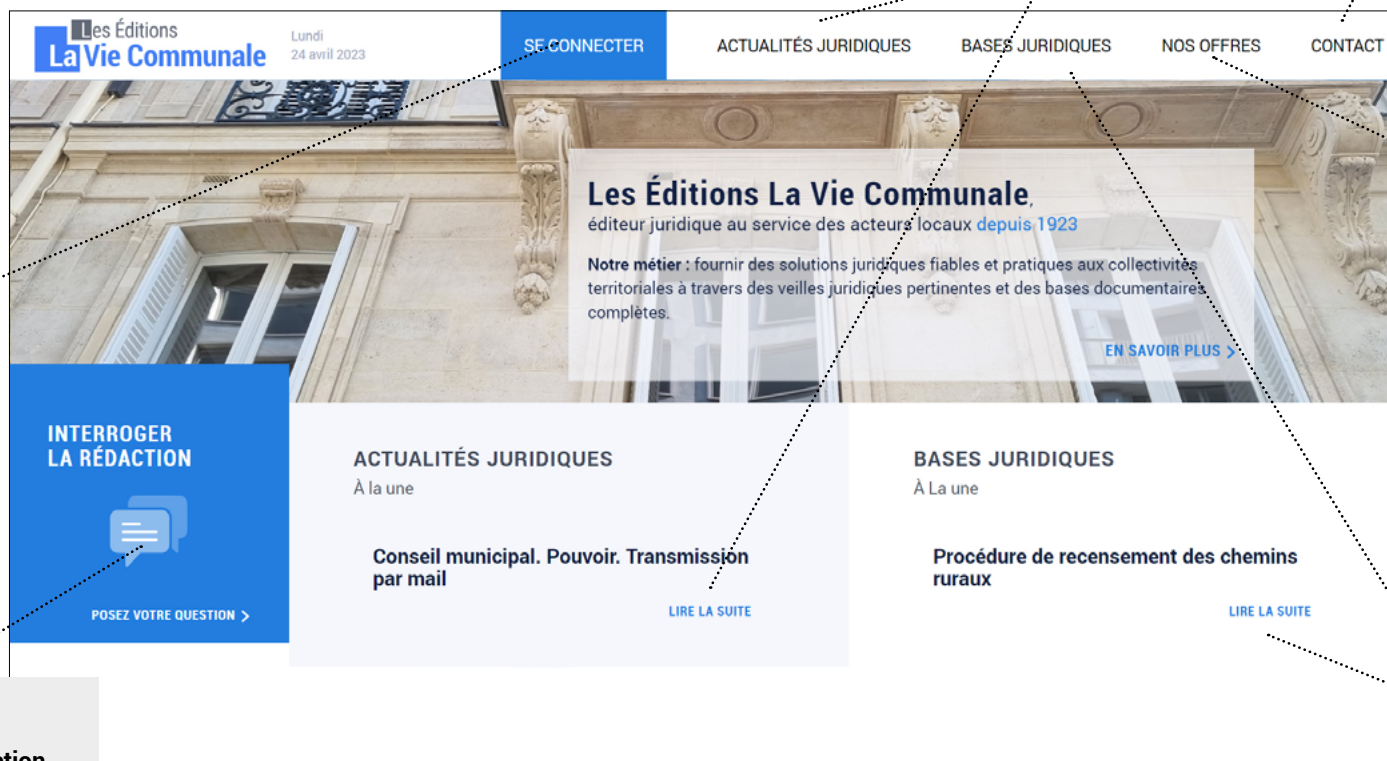 Les Éditions
La Vie Communale
Lundi
24 avril 2023
SE CONNECTER
ACTUALITÉS JURIDIQUES
BASES JURIDIQUES
NOS OFFRES
CONTACT
Les Éditions La Vie Communale,
éditeur juridique au service des acteurs locaux depuis 1923
Notre métier : fournir des solutions juridiques fiables et pratiques aux collectivités
territoriales à travers des veilles juridiques pertinentes et des bases documentaires
complètes.
EN SAVOIR PLUS >
INTERROGER
LA RÉDACTION
POSEZ VOTRE QUESTION >
ACTUALITÉS JURIDIQUES
À la une
Conseil municipal. Pouvoir. Transmission
par mail
LIRE LA SUITE
BASES JURIDIQUES
À La une
Procédure de recensement des chemins
ruraux
LIRE LA SUITE